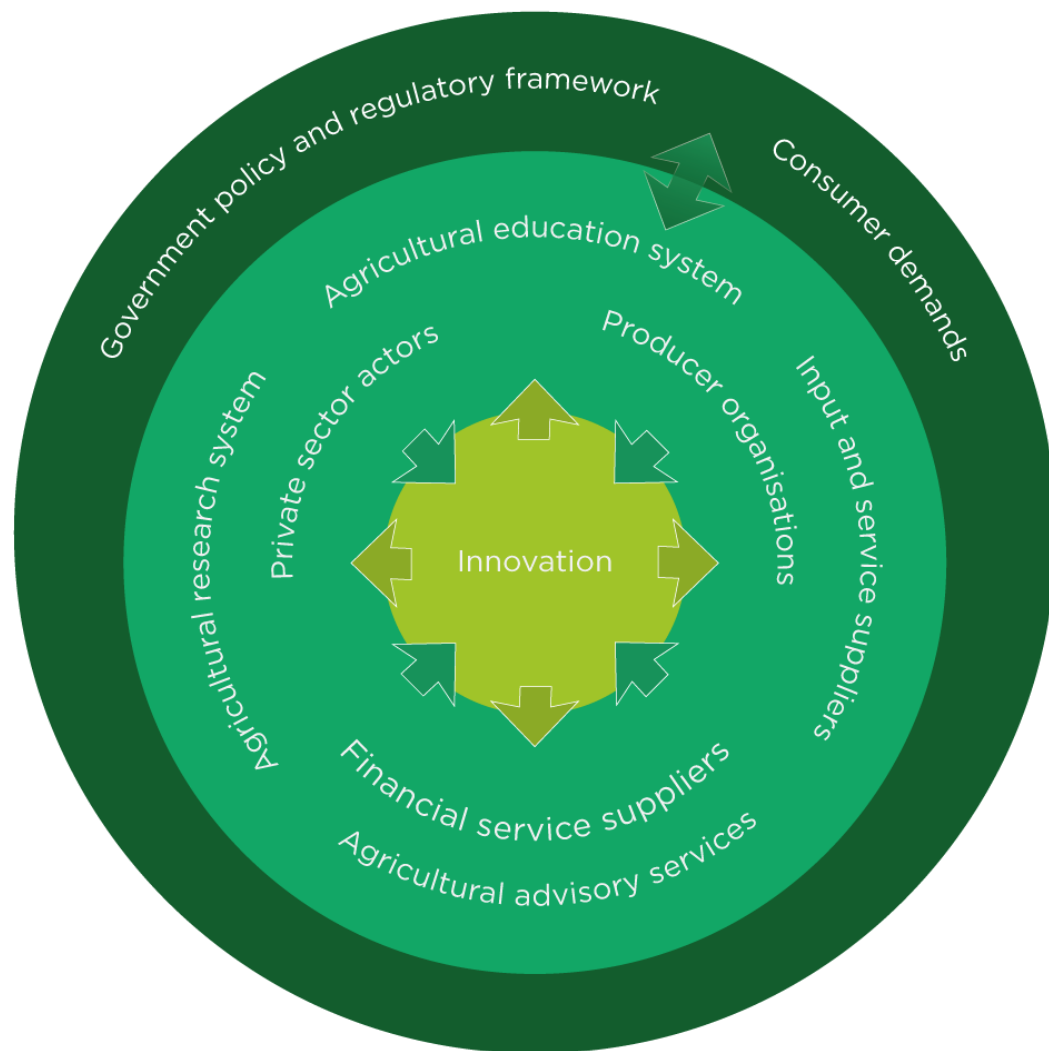 Government policy and regulatory framework
Consumer demands
Agricultural education system
Private sector actors
Producer organisations
Agricultural research system
Input and service suppliers
Innovation
Financial service suppliers
Agricultural advisory services